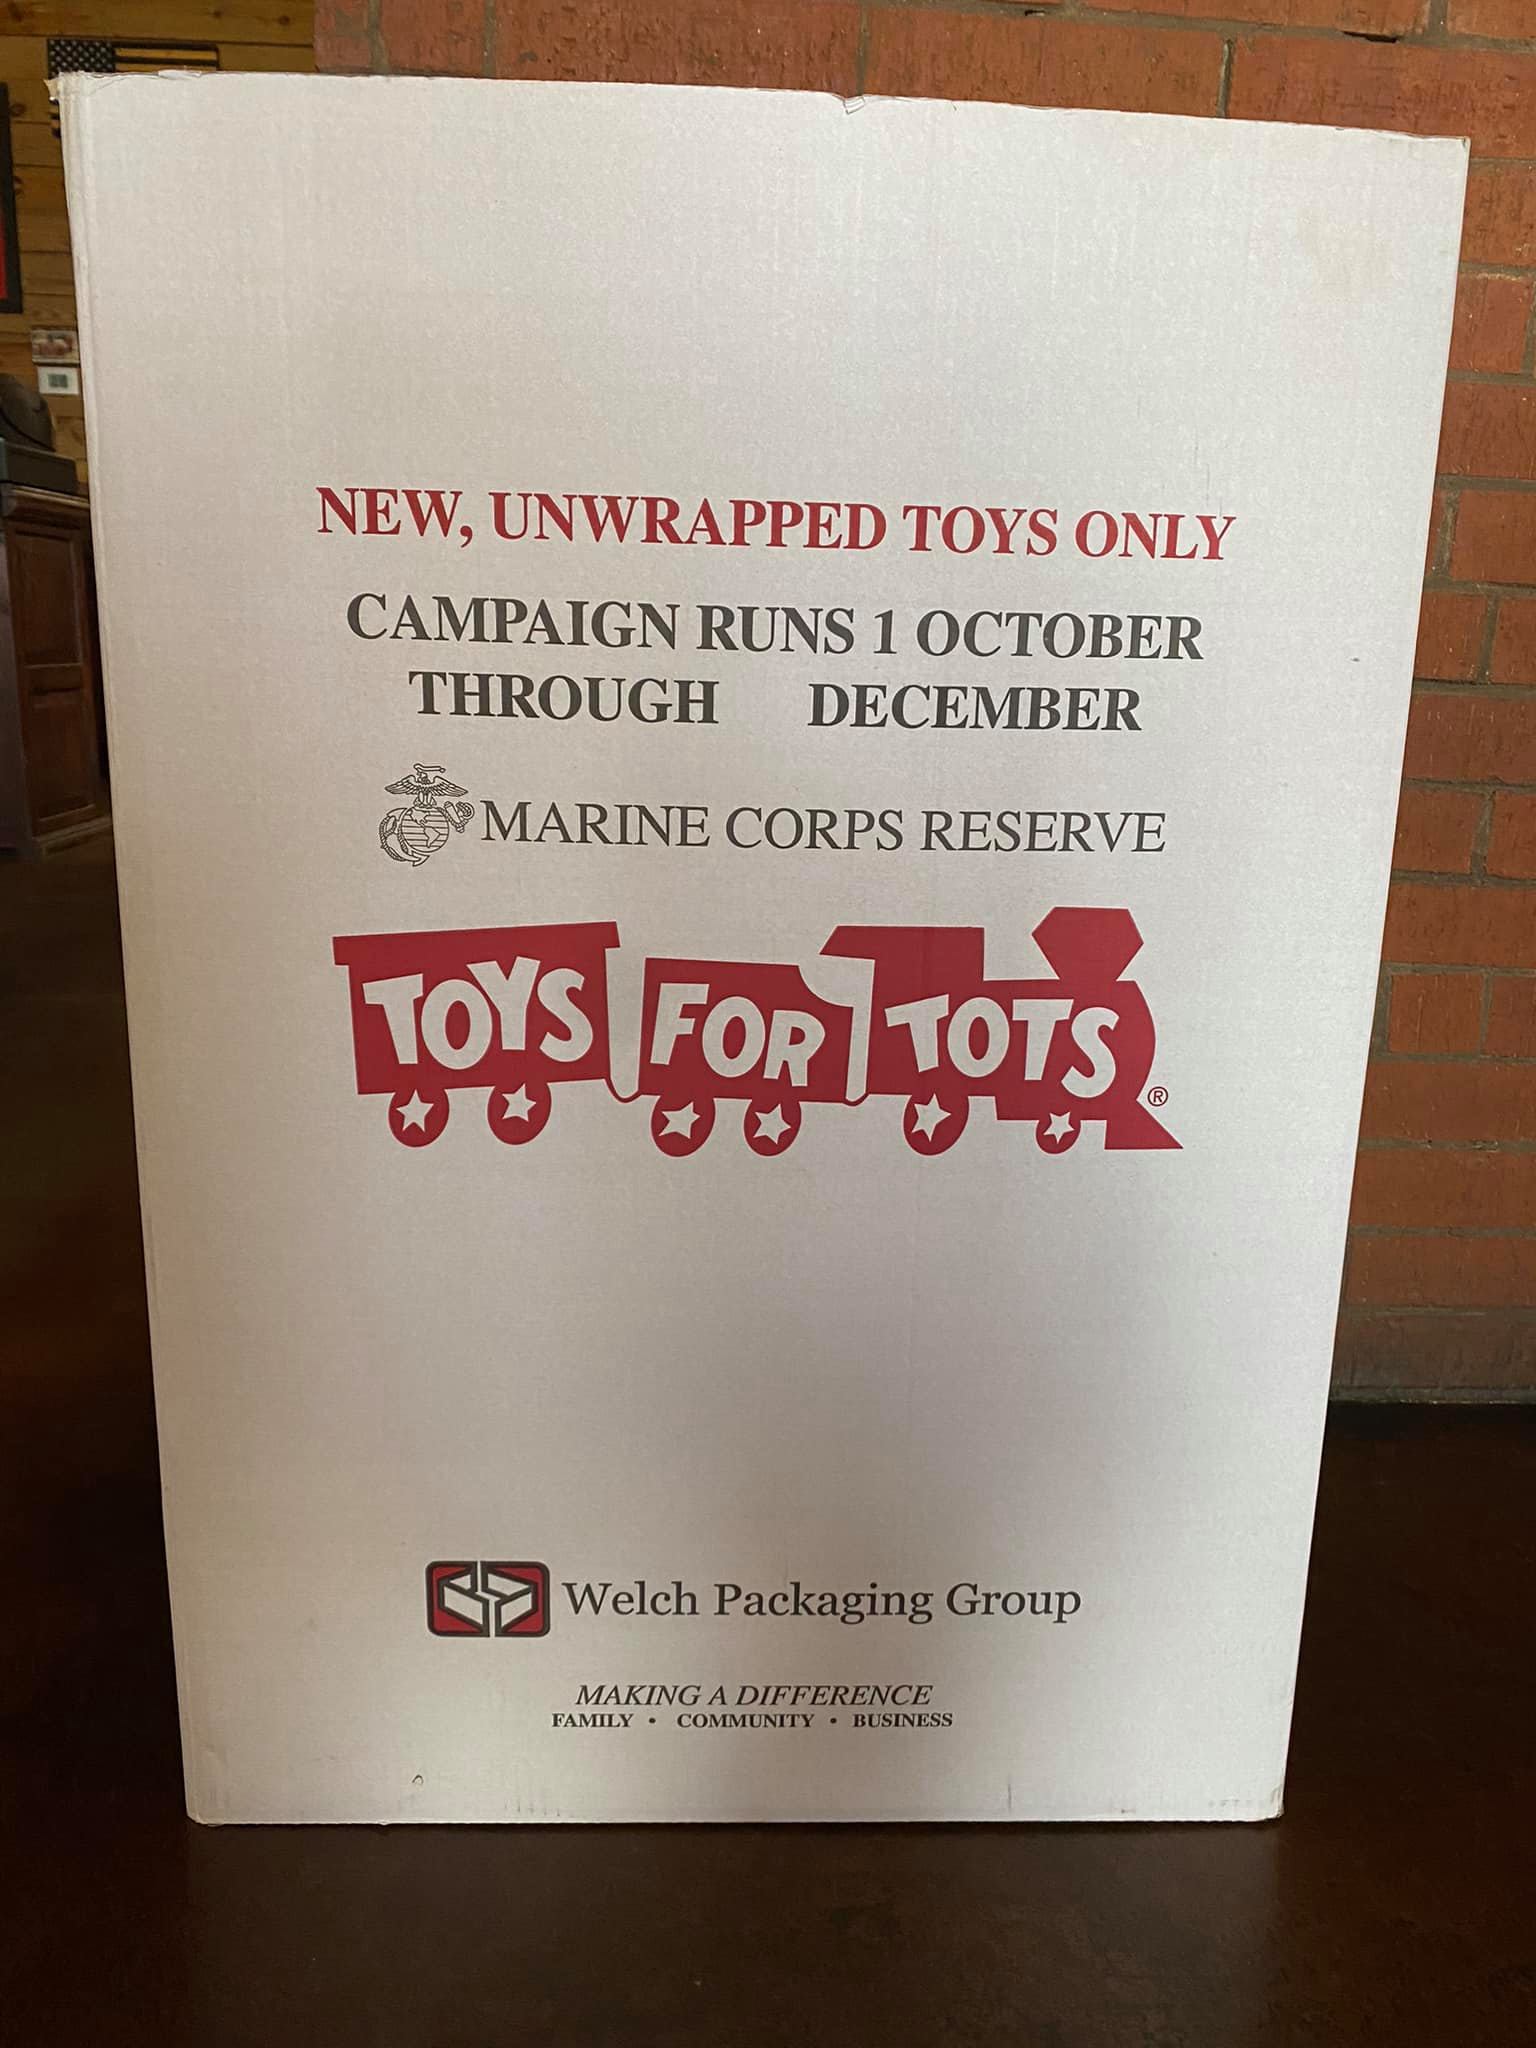 NEW, UNWRAPPED TOYS ONLY
CAMPAIGN RUNS 1 OCTOBER
THROUGH DECEMBER
MARINE CORPS RESERVE
TOYS FOR TOTS ®
Welch Packaging Group
MAKING A DIFFERENCE
FAMILY • COMMUNITY • BUSINESS